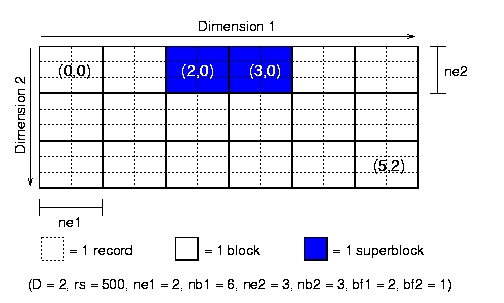 Dimension 1
Dimension 2
(0,0)
(2,0)
(3,0)
ne2
(5,2)
ne1
= 1 record
= 1 block
= 1 superblock
(D = 2, rs = 500, ne1 = 2, nb1 = 6, ne2 = 3, nb2 = 3, bf1 = 2, bf2 = 1)